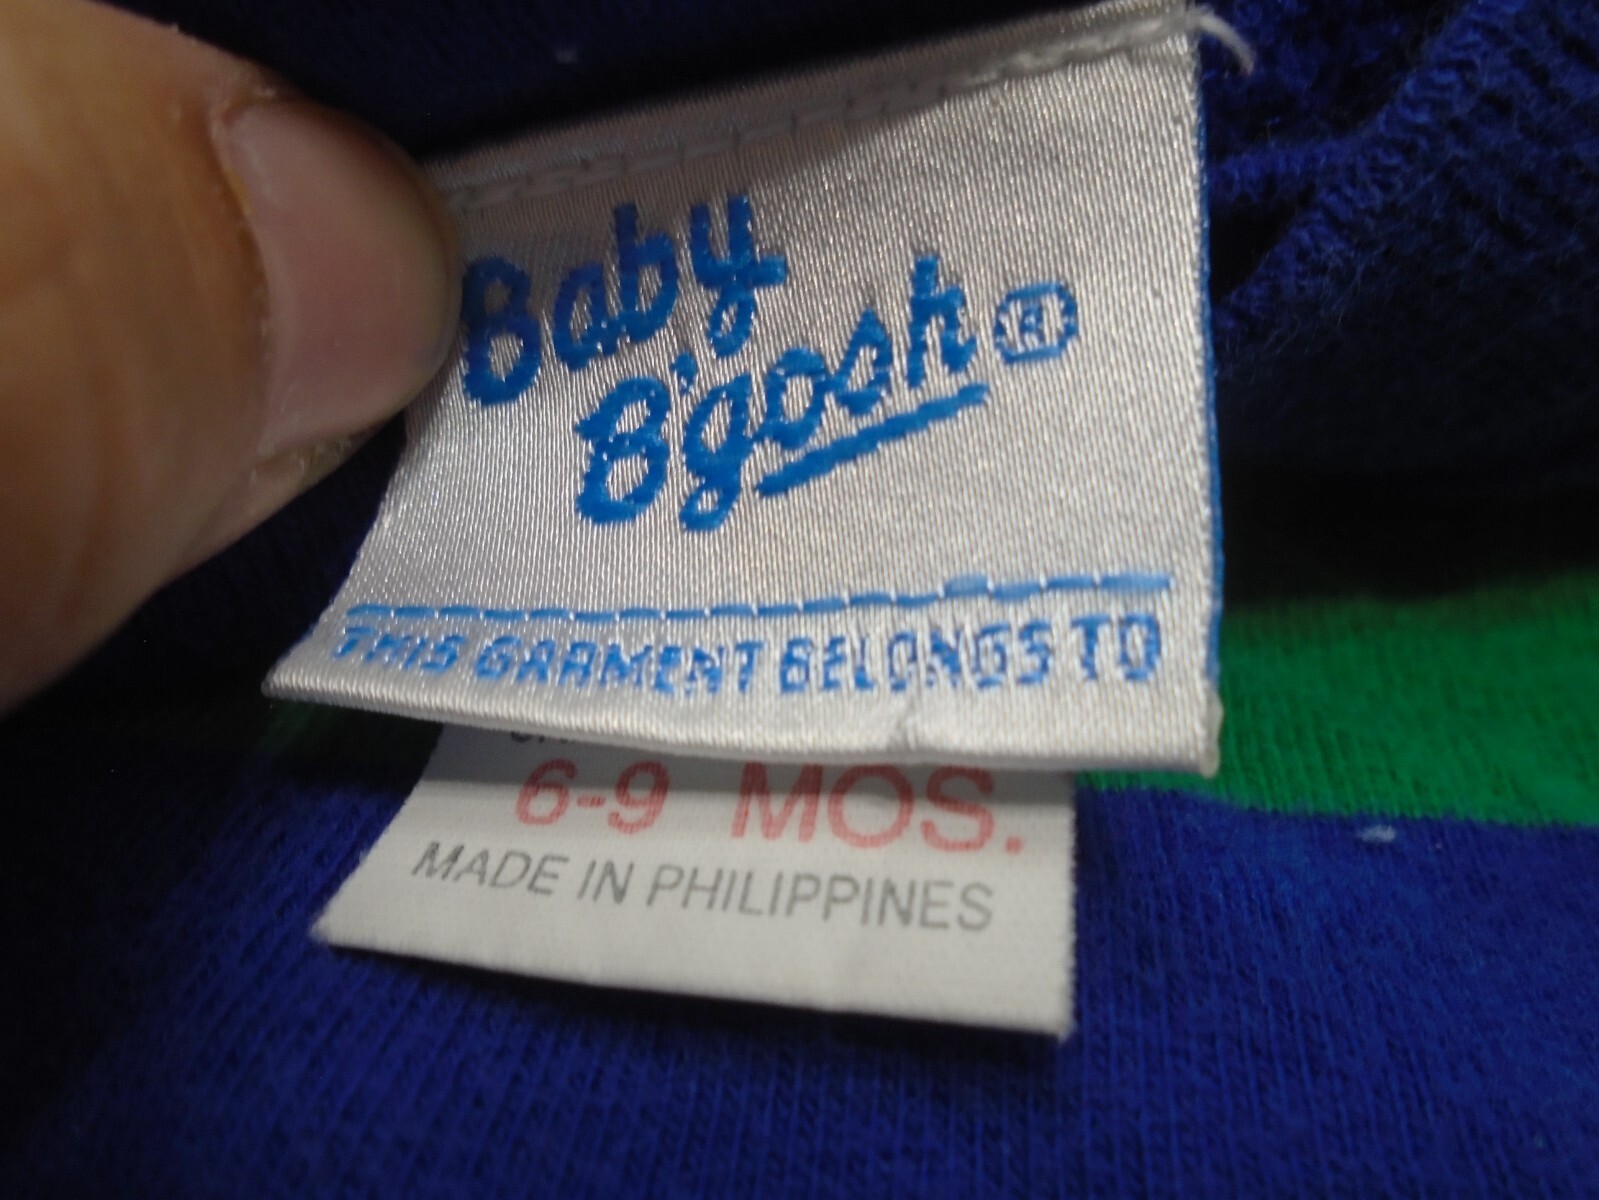 Baby
B'gosh ®
THIS GARMENT BELONGS TO
6-9 MOS.
MADE IN PHILIPPINES